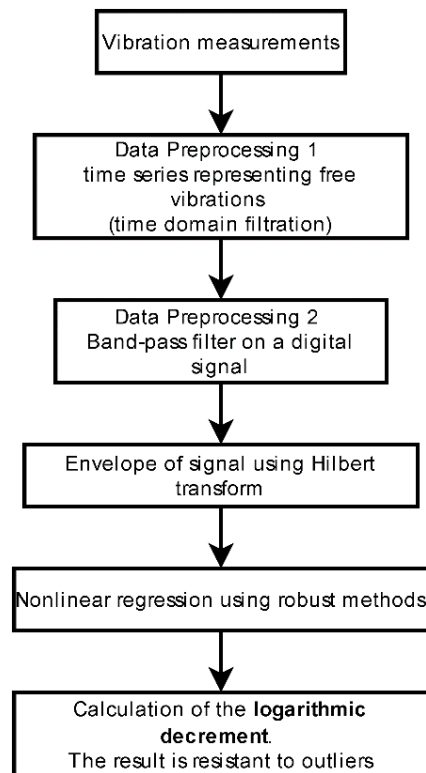 Vibration measurements
Data Preprocessing 1
time series representing free
vibrations
(time domain filtration)
Data Preprocessing 2
Band-pass filter on a digital
signal
Envelope of signal using Hilbert
transform
Nonlinear regression using robust methods
Calculation of the logarithmic
decrement.
The result is resistant to outliers